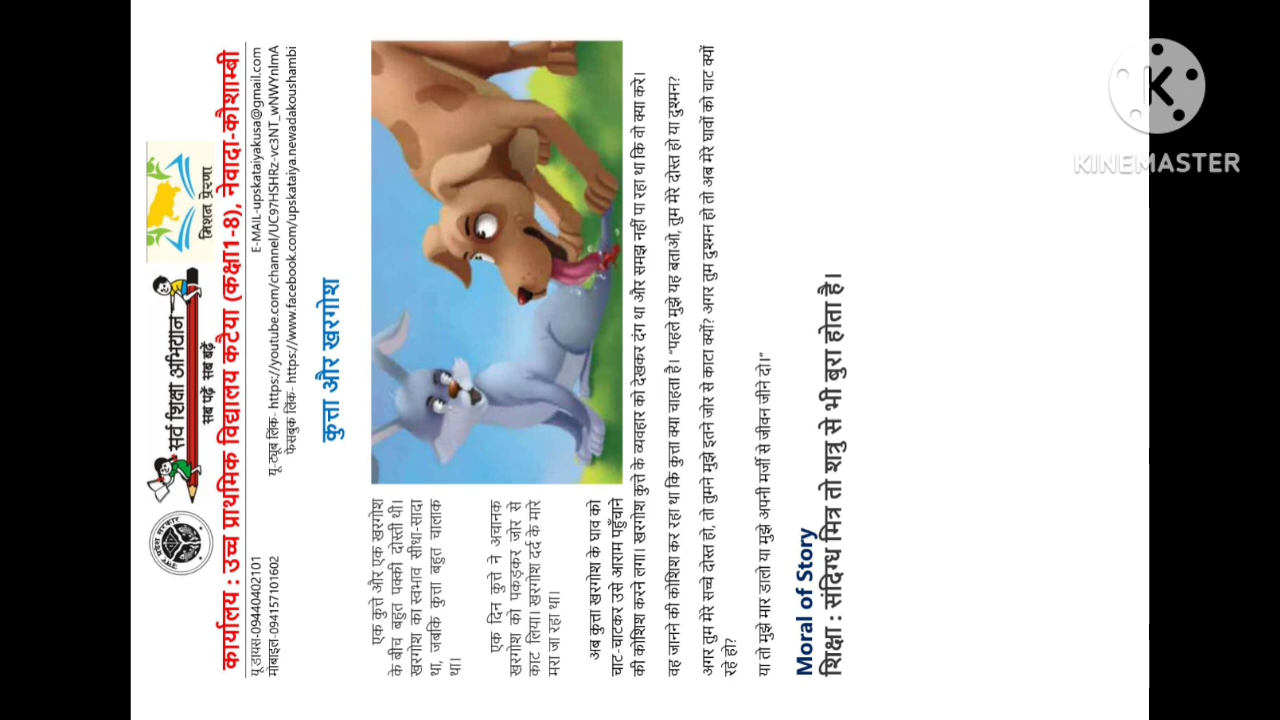 सर्व शिक्षा अभियान
सब पढ़ें सब बढ़ें
मिशन प्रेरणा
कार्यालय : उच्च प्राथमिक विद्यालय कटैया (कक्षा1-8), नेवादा-कौशाम्बी
यू डायस-09440402101
E-MAIL-upskataiyakusa@gmail.com
मोबाइल-094157101602
यू-ट्यूब लिंक- https://youtube.com/channel/UC97HSHRz-vc3NT_wNWYnlmA
फेसबुक लिंक- https://www.facebook.com/upskataiya.newadakoushambi
कुत्ता और खरगोश
एक कुत्ते और एक खरगोश
के बीच बहुत पक्की दोस्ती थी।
खरगोश का स्वभाव सीधा-सादा
था, जबकि कुत्ता बहुत चालाक
था।
एक दिन कुत्ते ने अचानक
खरगोश को पकड़कर जोर से
काट लिया। खरगोश दर्द के मारे
मरा जा रहा था।
अब कुत्ता खरगोश के घाव को
चाट-चाटकर उसे आराम पहुँचाने
की कोशिश करने लगा। खरगोश कुत्ते के व्यवहार को देखकर दंग था और समझ नहीं पा रहा था कि वो क्या करे।
वह जानने की कोशिश कर रहा था कि कुत्ता क्या चाहता है। “पहले मुझे यह बताओ, तुम मेरे दोस्त हो या दुश्मन?
अगर तुम मेरे सच्चे दोस्त हो, तो तुमने मुझे इतने जोर से काटा क्यों? अगर तुम दुश्मन हो तो अब मेरे घावों को चाट क्यों
रहे हो?
या तो मुझे मार डालो या मुझे अपनी मर्जी से जीवन जीने दो।”
Moral of Story
शिक्षा : संदिग्ध मित्र तो शत्रु से भी बुरा होता है।
KINEMASTER